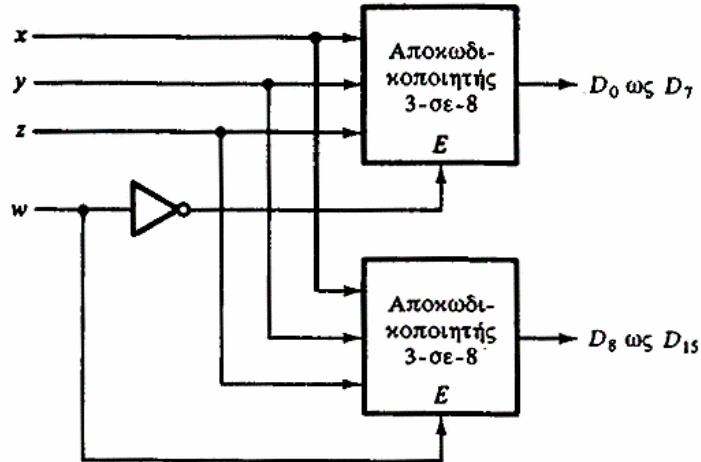 x
y
z
w
Αποκωδι-
κοποιητής
3-σε-8
E
D₀ ως D₇
Αποκωδι-
κοποιητής
3-σε-8
E
D₈ ως D₁₅